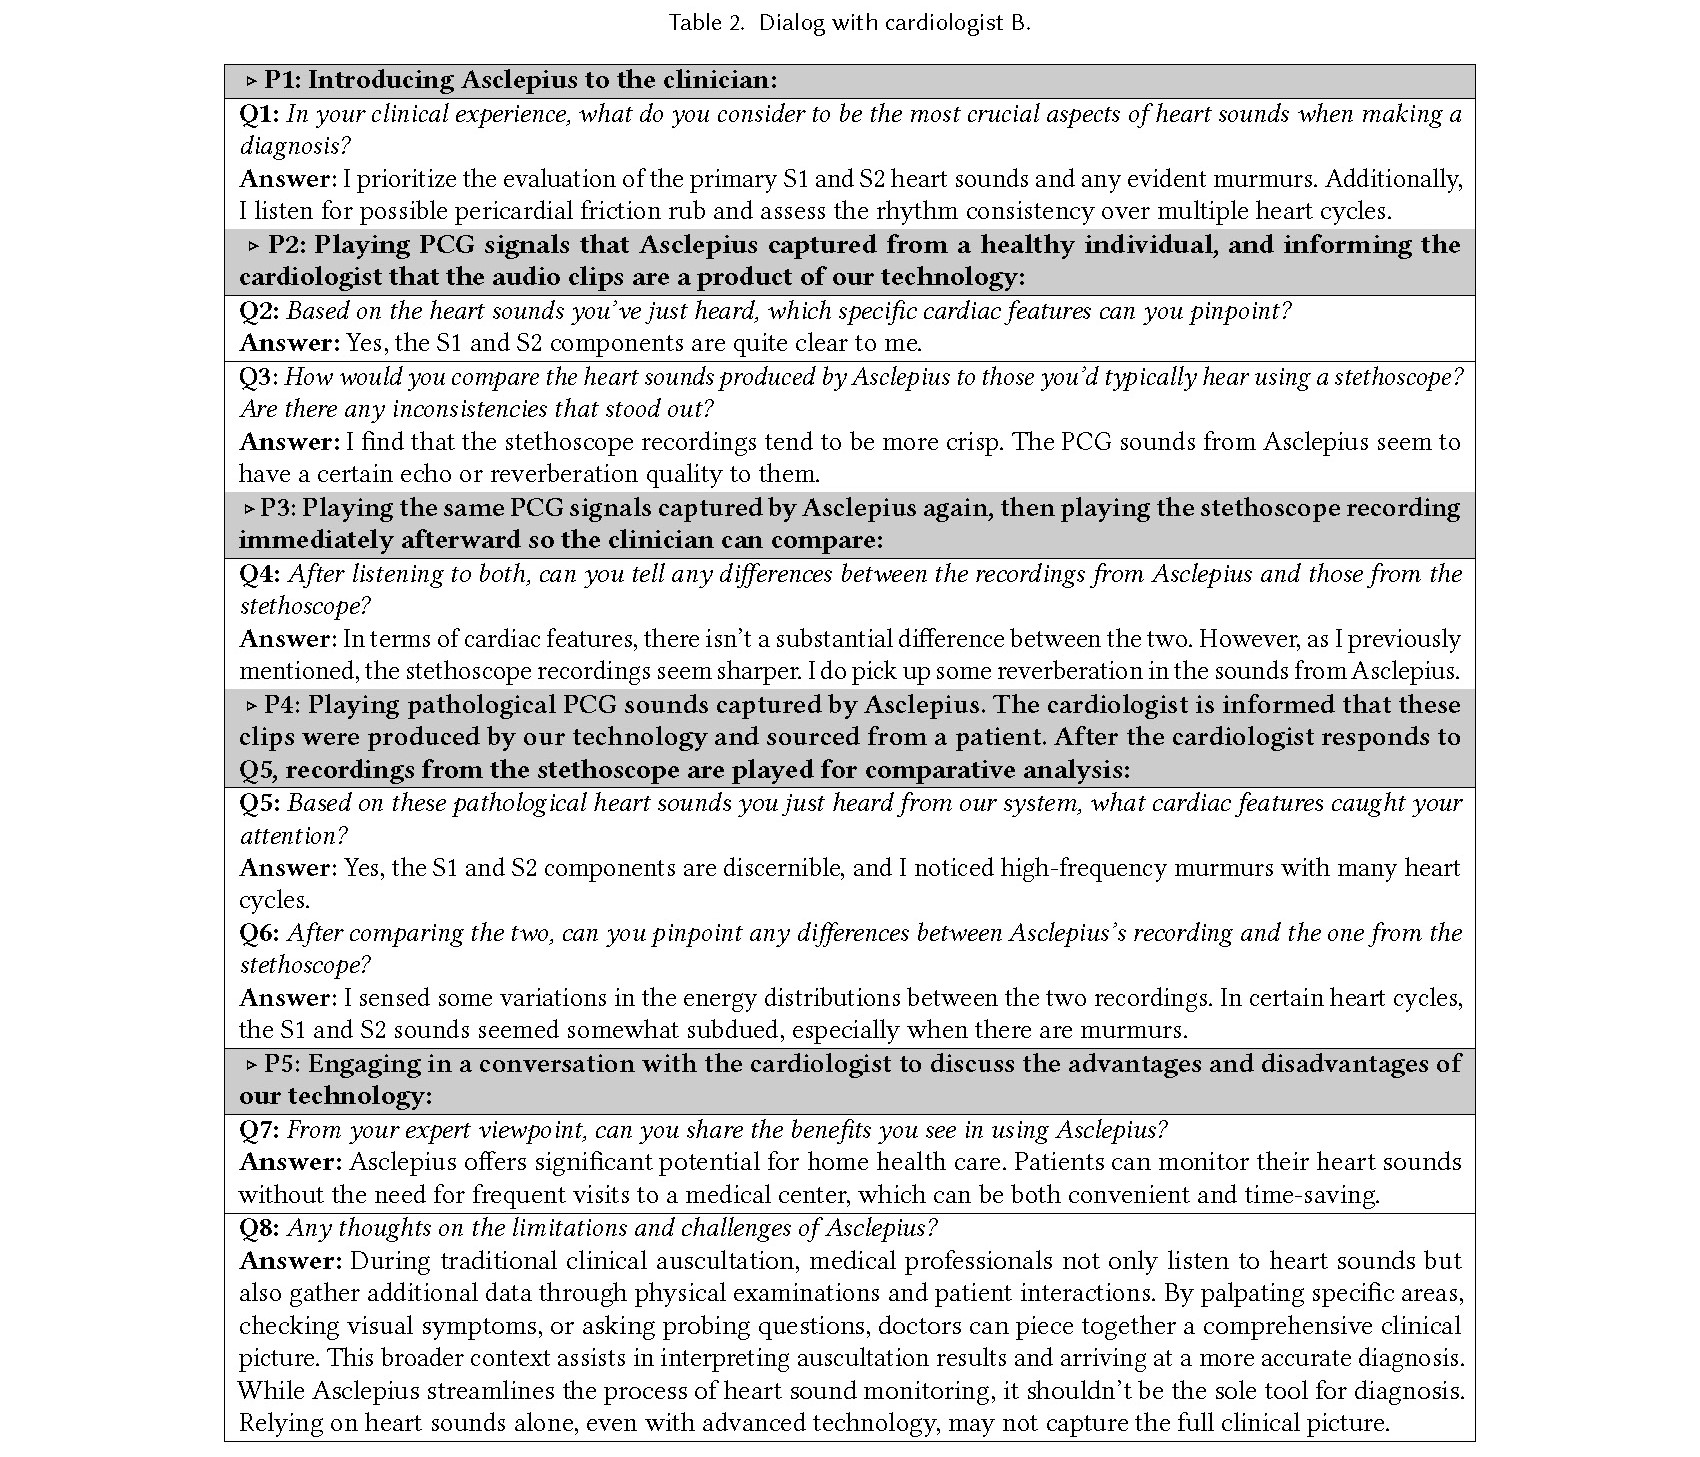 Table 2. Dialog with cardiologist B.
▹ P1: Introducing Asclepius to the clinician:
Q1: In your clinical experience, what do you consider to be the most crucial aspects of heart sounds when making a
diagnosis?
Answer: I prioritize the evaluation of the primary S1 and S2 heart sounds and any evident murmurs. Additionally,
I listen for possible pericardial friction rub and assess the rhythm consistency over multiple heart cycles.
▹ P2: Playing PCG signals that Asclepius captured from a healthy individual, and informing the
cardiologist that the audio clips are a product of our technology:
Q2: Based on the heart sounds you've just heard, which specific cardiac features can you pinpoint?
Answer: Yes, the S1 and S2 components are quite clear to me.
Q3: How would you compare the heart sounds produced by Asclepius to those you'd typically hear using a stethoscope?
Are there any inconsistencies that stood out?
Answer: I find that the stethoscope recordings tend to be more crisp. The PCG sounds from Asclepius seem to
have a certain echo or reverberation quality to them.
▹ P3: Playing the same PCG signals captured by Asclepius again, then playing the stethoscope recording
immediately afterward so the clinician can compare:
Q4: After listening to both, can you tell any differences between the recordings from Asclepius and those from the
stethoscope?
Answer: In terms of cardiac features, there isn't a substantial difference between the two. However, as I previously
mentioned, the stethoscope recordings seem sharper. I do pick up some reverberation in the sounds from Asclepius.
▹ P4: Playing pathological PCG sounds captured by Asclepius. The cardiologist is informed that these
clips were produced by our technology and sourced from a patient. After the cardiologist responds to
Q5, recordings from the stethoscope are played for comparative analysis:
Q5: Based on these pathological heart sounds you just heard from our system, what cardiac features caught your
attention?
Answer: Yes, the S1 and S2 components are discernible, and I noticed high-frequency murmurs with many heart
cycles.
Q6: After comparing the two, can you pinpoint any differences between Asclepius's recording and the one from the
stethoscope?
Answer: I sensed some variations in the energy distributions between the two recordings. In certain heart cycles,
the S1 and S2 sounds seemed somewhat subdued, especially when there are murmurs.
▹ P5: Engaging in a conversation with the cardiologist to discuss the advantages and disadvantages of
our technology:
Q7: From your expert viewpoint, can you share the benefits you see in using Asclepius?
Answer: Asclepius offers significant potential for home health care. Patients can monitor their heart sounds
without the need for frequent visits to a medical center, which can be both convenient and time-saving.
Q8: Any thoughts on the limitations and challenges of Asclepius?
Answer: During traditional clinical auscultation, medical professionals not only listen to heart sounds but
also gather additional data through physical examinations and patient interactions. By palpating specific areas,
checking visual symptoms, or asking probing questions, doctors can piece together a comprehensive clinical
picture. This broader context assists in interpreting auscultation results and arriving at a more accurate diagnosis.
While Asclepius streamlines the process of heart sound monitoring, it shouldn't be the sole tool for diagnosis.
Relying on heart sounds alone, even with advanced technology, may not capture the full clinical picture.